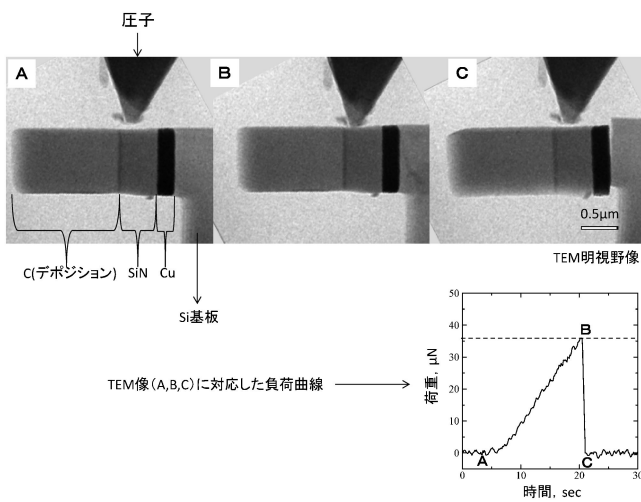 圧子
A
B
C
0.5μm
C(デポジション)
SiN
Cu
TEM明視野像
Si基板
TEM像(A,B,C)に対応した負荷曲線
荷重, μN
50
40
30
20
10
0
A
B
C
0
10
20
30
時間, sec